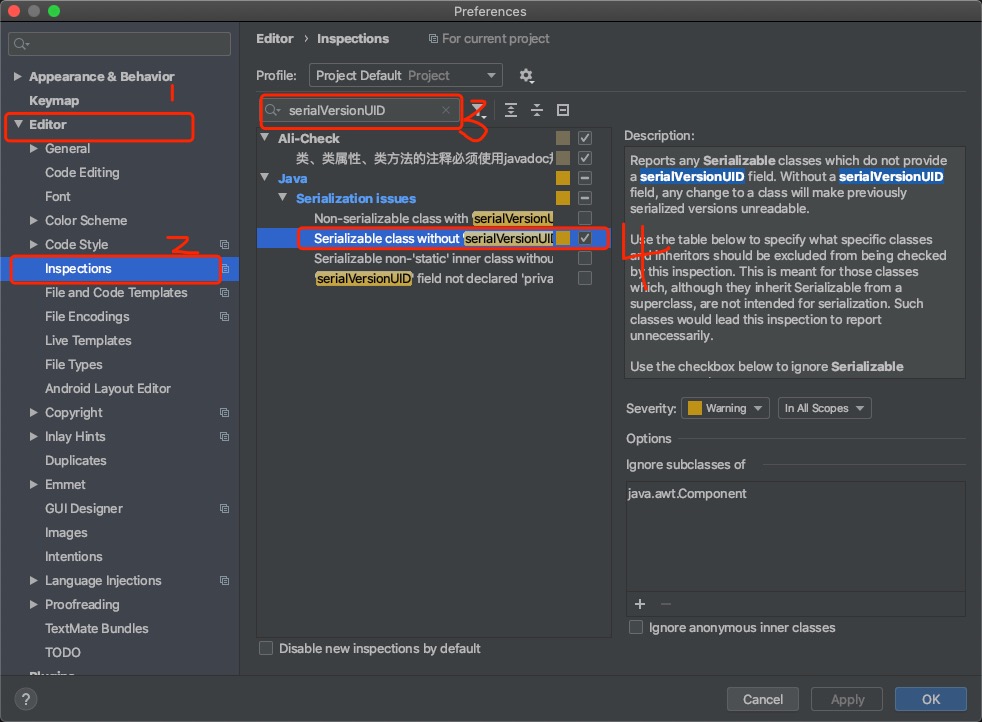 Preferences
Appearance & Behavior
Keymap
Editor
General
Code Editing
Font
Color Scheme
Code Style
Inspections
File and Code Templates
File Encodings
Live Templates
File Types
Android Layout Editor
Copyright
Inlay Hints
Duplicates
Emmet
GUI Designer
Images
Intentions
Language Injections
Proofreading
TextMate Bundles
TODO
Plugins
1
2
Editor › Inspections For current project
Profile: Project Default Project
serialVersionUID
3
Ali-Check
类、类属性、类方法的注释必须使用javadoc
Java
Serialization issues
Non-serializable class with serialVersionU
Serializable class without serialVersionUID
Serializable non-'static' inner class withou
serialVersionUID field not declared 'priva
4
Disable new inspections by default
Description:
Reports any Serializable classes which do not provide
a serialVersionUID field. Without a serialVersionUID
field, any change to a class will make previously
serialized versions unreadable.
Use the table below to specify what specific classes
and inheritors should be excluded from being checked
by this inspection. This is meant for those classes
which, although they inherit Serializable from a
superclass, are not intended for serialization. Such
classes would lead this inspection to report
unnecessarily.
Use the checkbox below to ignore Serializable
Severity: Warning In All Scopes
Options
Ignore subclasses of
java.awt.Component
+ −
Ignore anonymous inner classes
? Cancel Apply OK